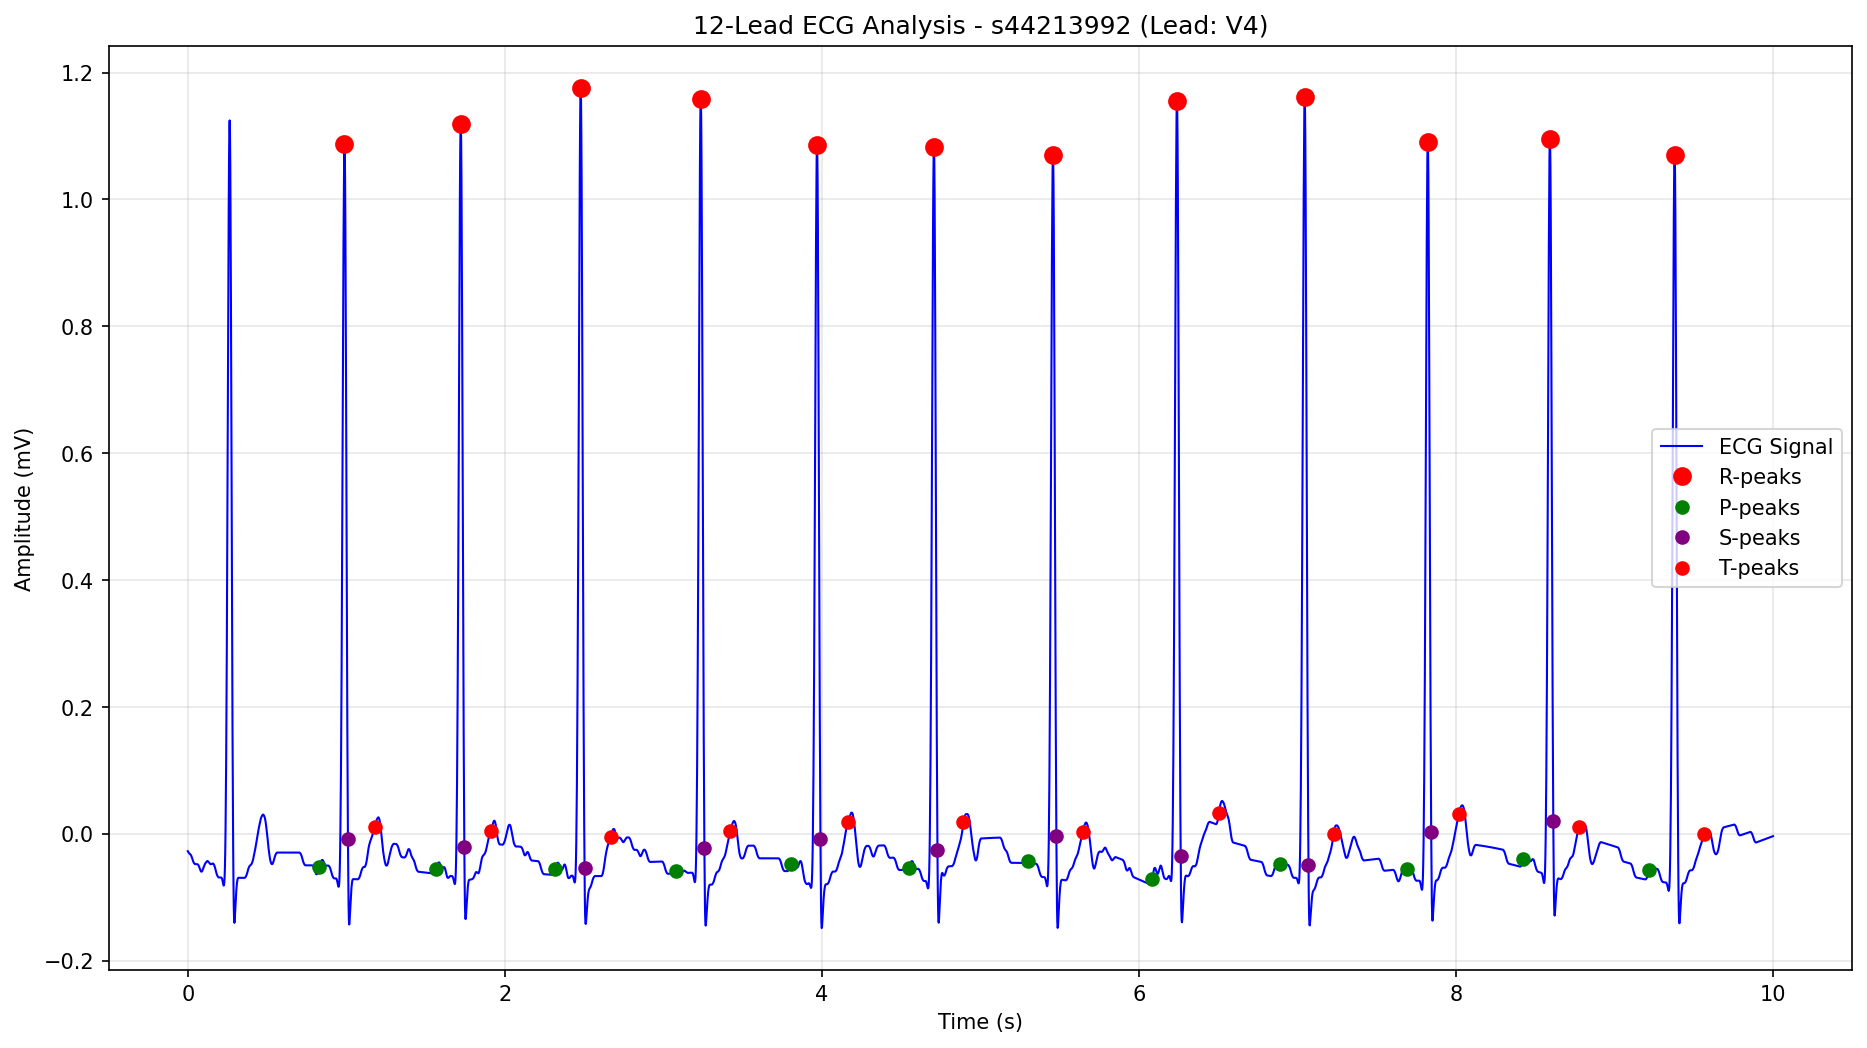 12-Lead ECG Analysis - s44213992 (Lead: V4)
Amplitude (mV)
1.2
1.0
0.8
0.6
0.4
0.2
0.0
−0.2
ECG Signal
R-peaks
P-peaks
S-peaks
T-peaks
0 2 4 6 8 10
Time (s)